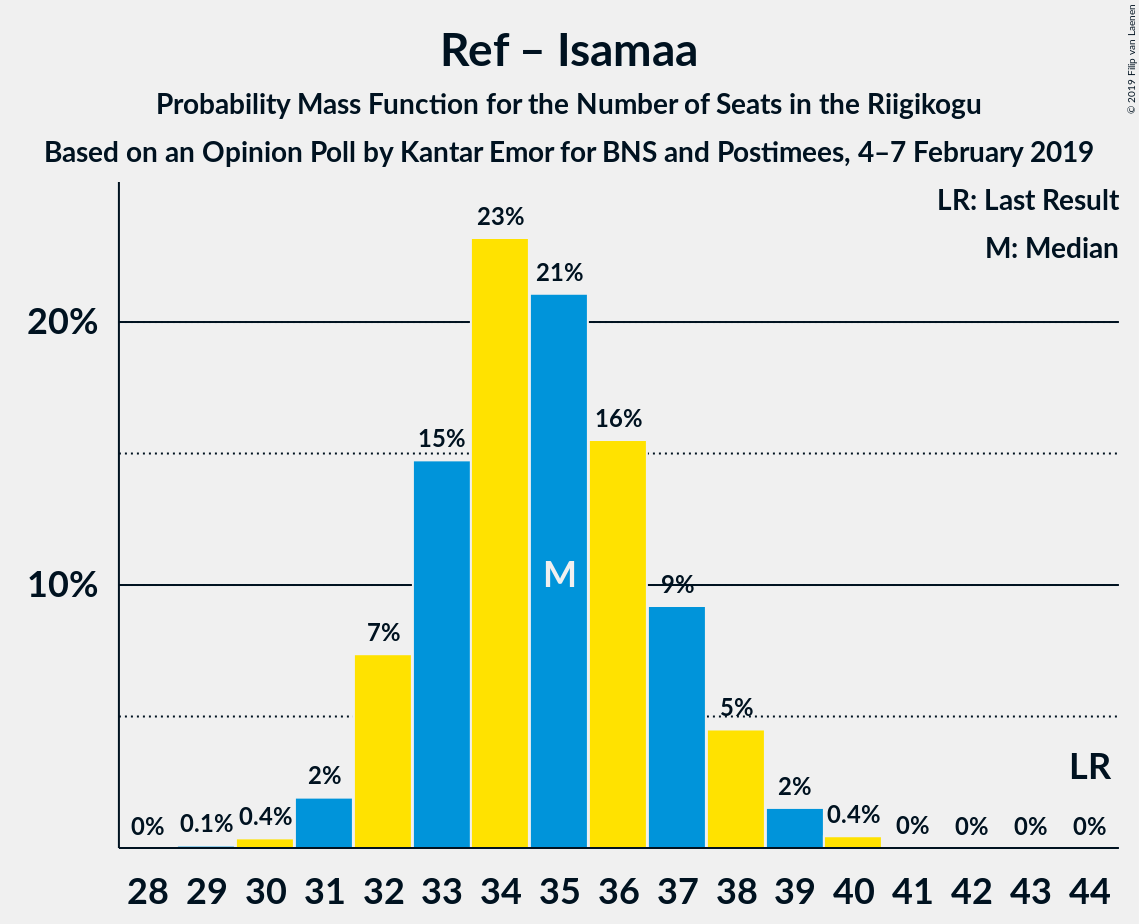 Ref – Isamaa
Probability Mass Function for the Number of Seats in the Riigikogu
Based on an Opinion Poll by Kantar Emor for BNS and Postimees, 4–7 February 2019
© 2019 Filip van Laenen
LR: Last Result
M: Median
20%
10%
0%
0.1%
0.4%
2%
7%
15%
23%
21%
16%
9%
5%
2%
0.4%
0%
0%
0%
0%
M
LR
28 29 30 31 32 33 34 35 36 37 38 39 40 41 42 43 44